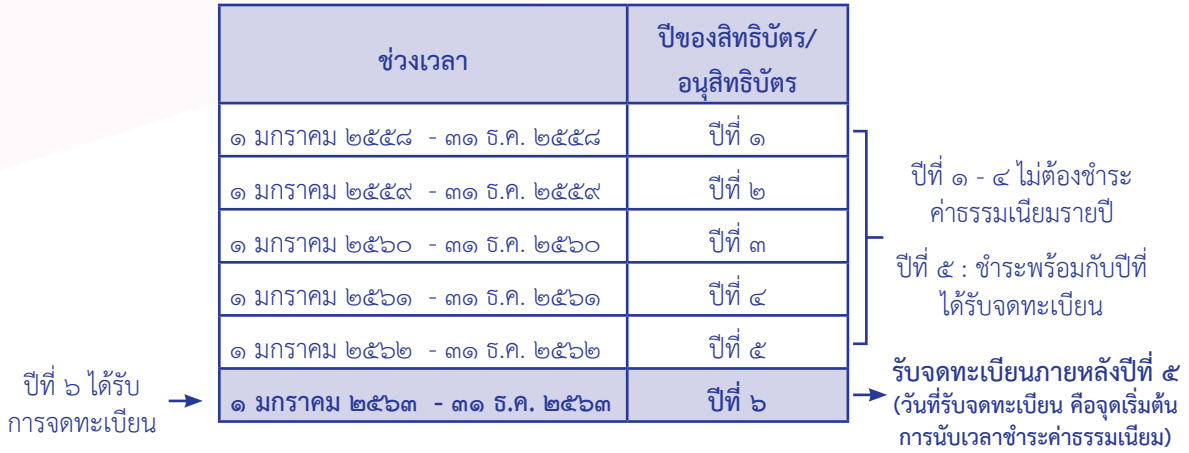 ช่วงเวลา
ปีของสิทธิบัตร/
อนุสิทธิบัตร
๑ มกราคม ๒๕๕๘ - ๓๑ ธ.ค. ๒๕๕๘
ปีที่ ๑
๑ มกราคม ๒๕๕๙ - ๓๑ ธ.ค. ๒๕๕๙
ปีที่ ๒
๑ มกราคม ๒๕๖๐ - ๓๑ ธ.ค. ๒๕๖๐
ปีที่ ๓
๑ มกราคม ๒๕๖๑ - ๓๑ ธ.ค. ๒๕๖๑
ปีที่ ๔
๑ มกราคม ๒๕๖๒ - ๓๑ ธ.ค. ๒๕๖๒
ปีที่ ๕
๑ มกราคม ๒๕๖๓ - ๓๑ ธ.ค. ๒๕๖๓
ปีที่ ๖
ปีที่ ๑ - ๔ ไม่ต้องชำระ
ค่าธรรมเนียมรายปี
ปีที่ ๕ : ชำระพร้อมกับปีที่
ได้รับจดทะเบียน
ปีที่ ๖ ได้รับ
การจดทะเบียน
รับจดทะเบียนภายหลังปีที่ ๕
(วันที่รับจดทะเบียน คือจุดเริ่มต้น
การนับเวลาชำระค่าธรรมเนียม)